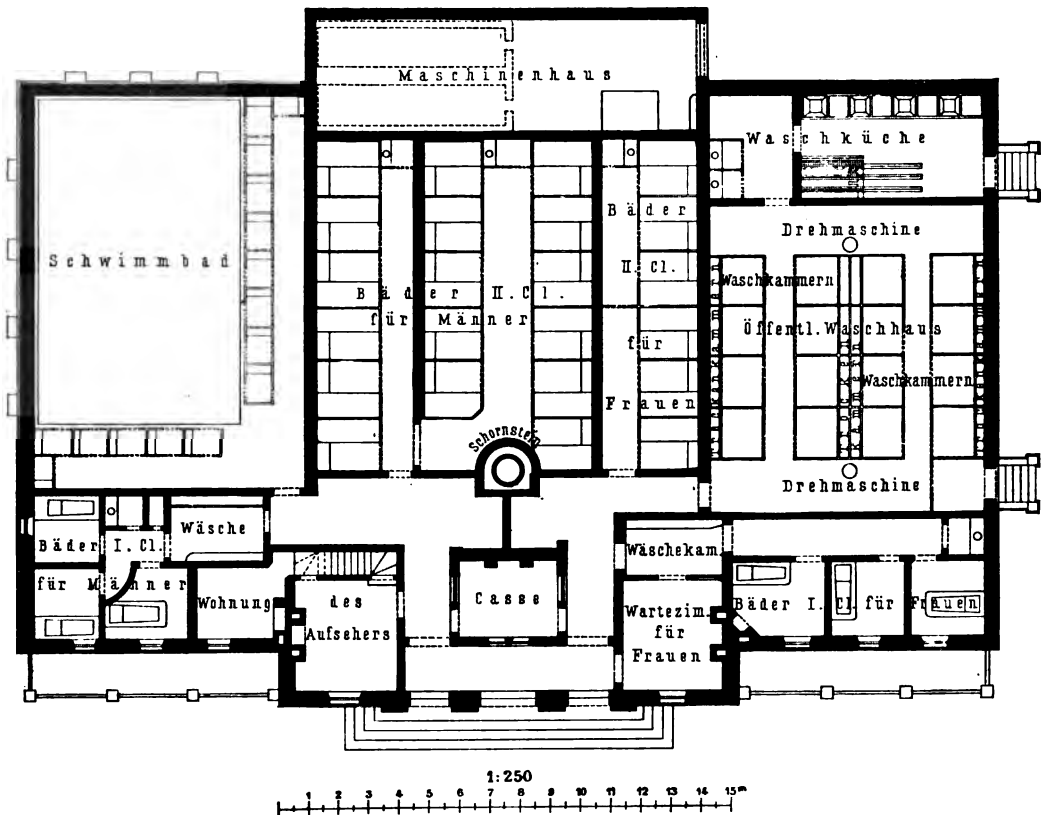 Maschinenhaus
Waschküche
Schwimmbad
Bäder II. Cl.
für Männer
Bäder
II. Cl.
für
Frauen
Drehmaschine
Waschkammern
Öffentl. Waschhaus
Waschkammern
Drehmaschine
Schornstein
Bäder I. Cl.
für Männer
Wäsche
Wohnung des
Aufsehers
Casse
Wäschekam.
Wartezim.
für
Frauen
Bäder I. Cl. für Frauen
1:250
1 2 3 4 5 6 7 8 9 10 11 12 13 14 15 m